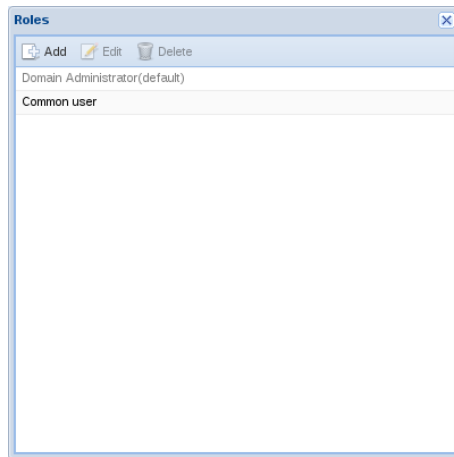 Roles
Add Edit Delete
Domain Administrator(default)
Common user